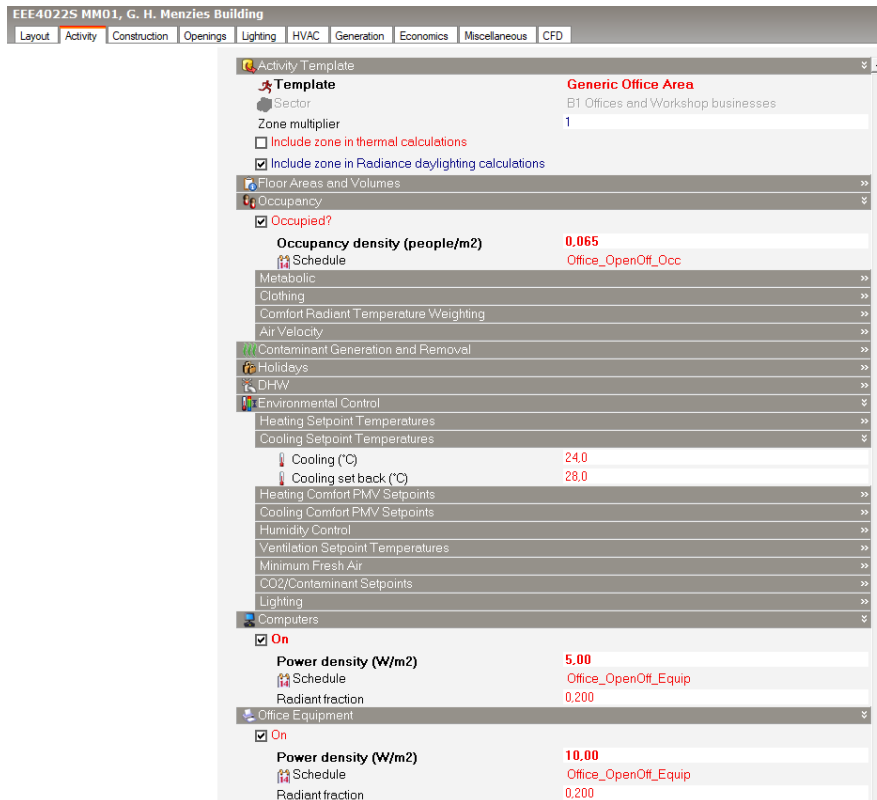 EEE4022S MM01, G. H. Menzies Building
Layout Activity Construction Openings Lighting HVAC Generation Economics Miscellaneous CFD
Activity Template
Template Generic Office Area
Sector B1 Offices and Workshop businesses
Zone multiplier 1
Include zone in thermal calculations
Include zone in Radiance daylighting calculations
Floor Areas and Volumes
Occupancy
Occupied?
Occupancy density (people/m2) 0,065
Schedule Office_OpenOff_Occ
Metabolic
Clothing
Comfort Radiant Temperature Weighting
Air Velocity
Contaminant Generation and Removal
Holidays
DHW
Environmental Control
Heating Setpoint Temperatures
Cooling Setpoint Temperatures
Cooling (°C) 24,0
Cooling set back (°C) 28,0
Heating Comfort PMV Setpoints
Cooling Comfort PMV Setpoints
Humidity Control
Ventilation Setpoint Temperatures
Minimum Fresh Air
CO2/Contaminant Setpoints
Lighting
Computers
On
Power density (W/m2) 5,00
Schedule Office_OpenOff_Equip
Radiant fraction 0,200
Office Equipment
On
Power density (W/m2) 10,00
Schedule Office_OpenOff_Equip
Radiant fraction 0,200